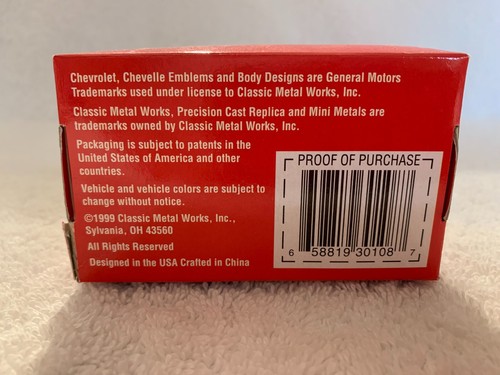 Chevrolet, Chevelle Emblems and Body Designs are General Motors
Trademarks used under license to Classic Metal Works, Inc.
Classic Metal Works, Precision Cast Replica and Mini Metals are
trademarks owned by Classic Metal Works, Inc.
Packaging is subject to patents in the
United States of America and other
countries.
Vehicle and vehicle colors are subject to
change without notice.
©1999 Classic Metal Works, Inc.,
Sylvania, OH 43560
All Rights Reserved
Designed in the USA Crafted in China
PROOF OF PURCHASE
6 58819 30108 7